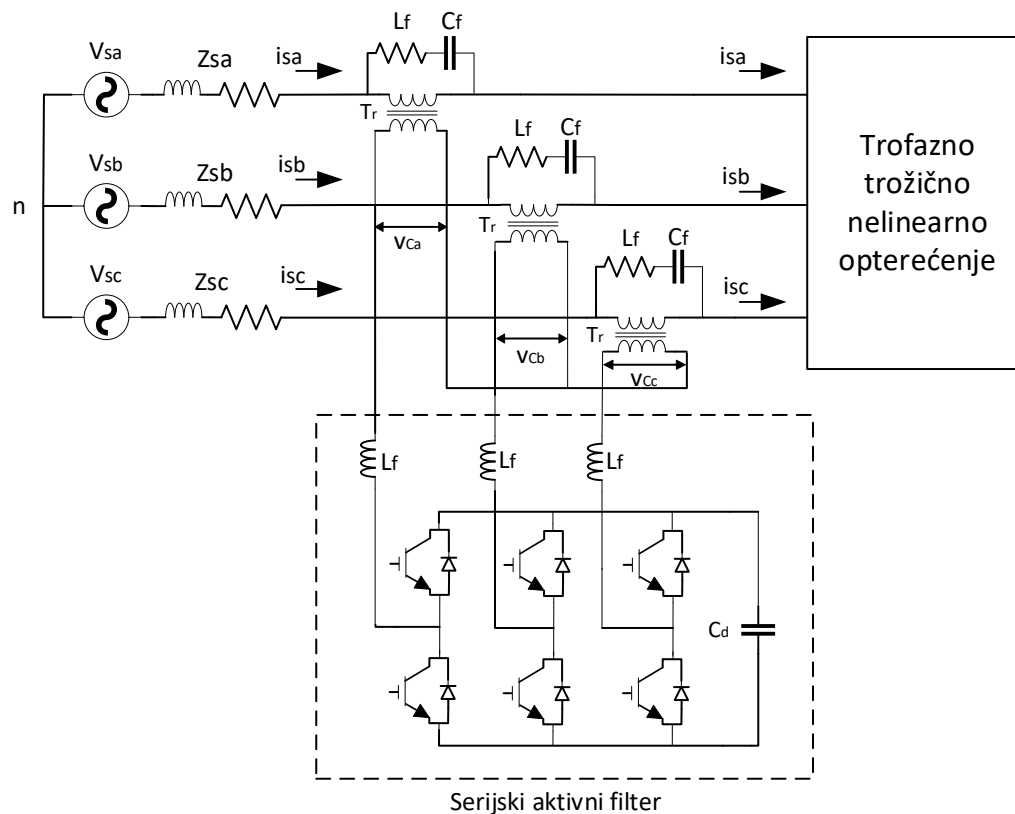 Lf Cf
Vsa Zsa isa isa
Tr
Lf Cf
Vsb Zsb isb isb
n
Tr
vCa
Lf Cf
Vsc Zsc isc isc
Tr
vCb
vCc
Trofazno
trožično
nelinearno
opterećenje
Lf Lf Lf
Cd
Serijski aktivni filter